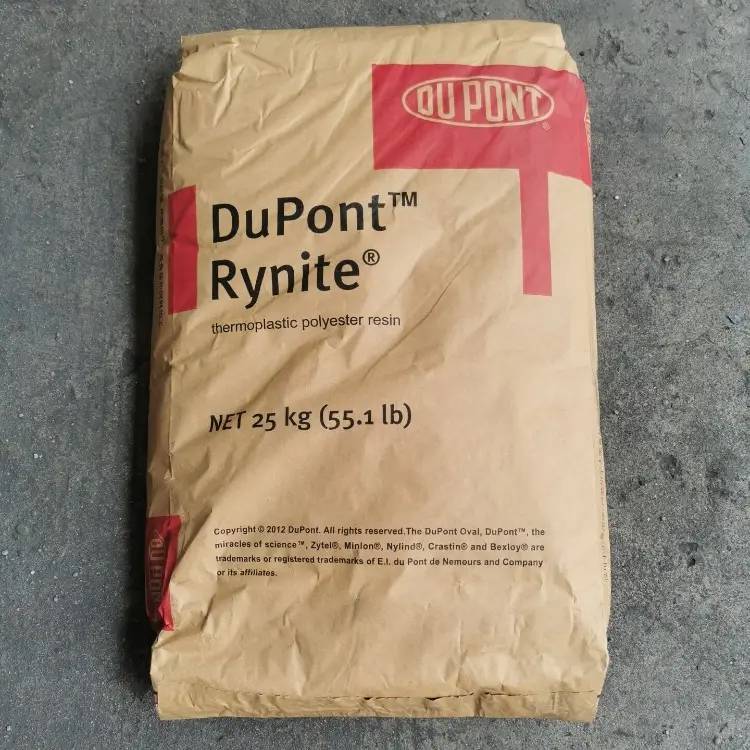 DU PONT
®
DuPont™
Rynite®
thermoplastic polyester resin
NET 25 kg (55.1 lb)
Copyright © 2012 DuPont. All rights reserved.The DuPont Oval, DuPont™, the
miracles of science™, Zytel®, Minlon®, Nylind®, Crastin® and Bexloy® are
trademarks or registered trademarks of E.I. du Pont de Nemours and Company
or its affiliates.
DU PONT